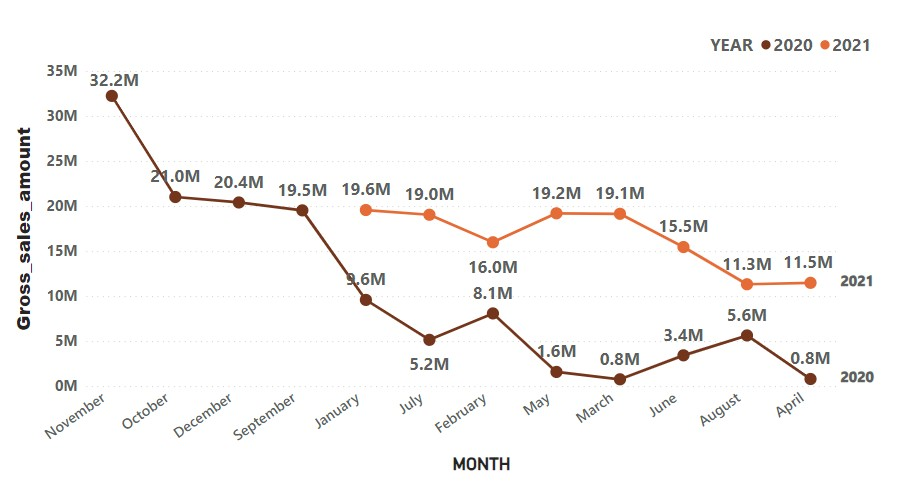 YEAR 2020 2021
35M
30M
25M
20M
15M
10M
5M
0M
Gross_sales_amount
32.2M
21.0M
20.4M
19.5M
19.6M
19.0M
16.0M
19.2M
19.1M
15.5M
11.3M
11.5M
2021
9.6M
5.2M
8.1M
1.6M
0.8M
3.4M
5.6M
0.8M
2020
November
October
December
September
January
July
February
May
March
June
August
April
MONTH